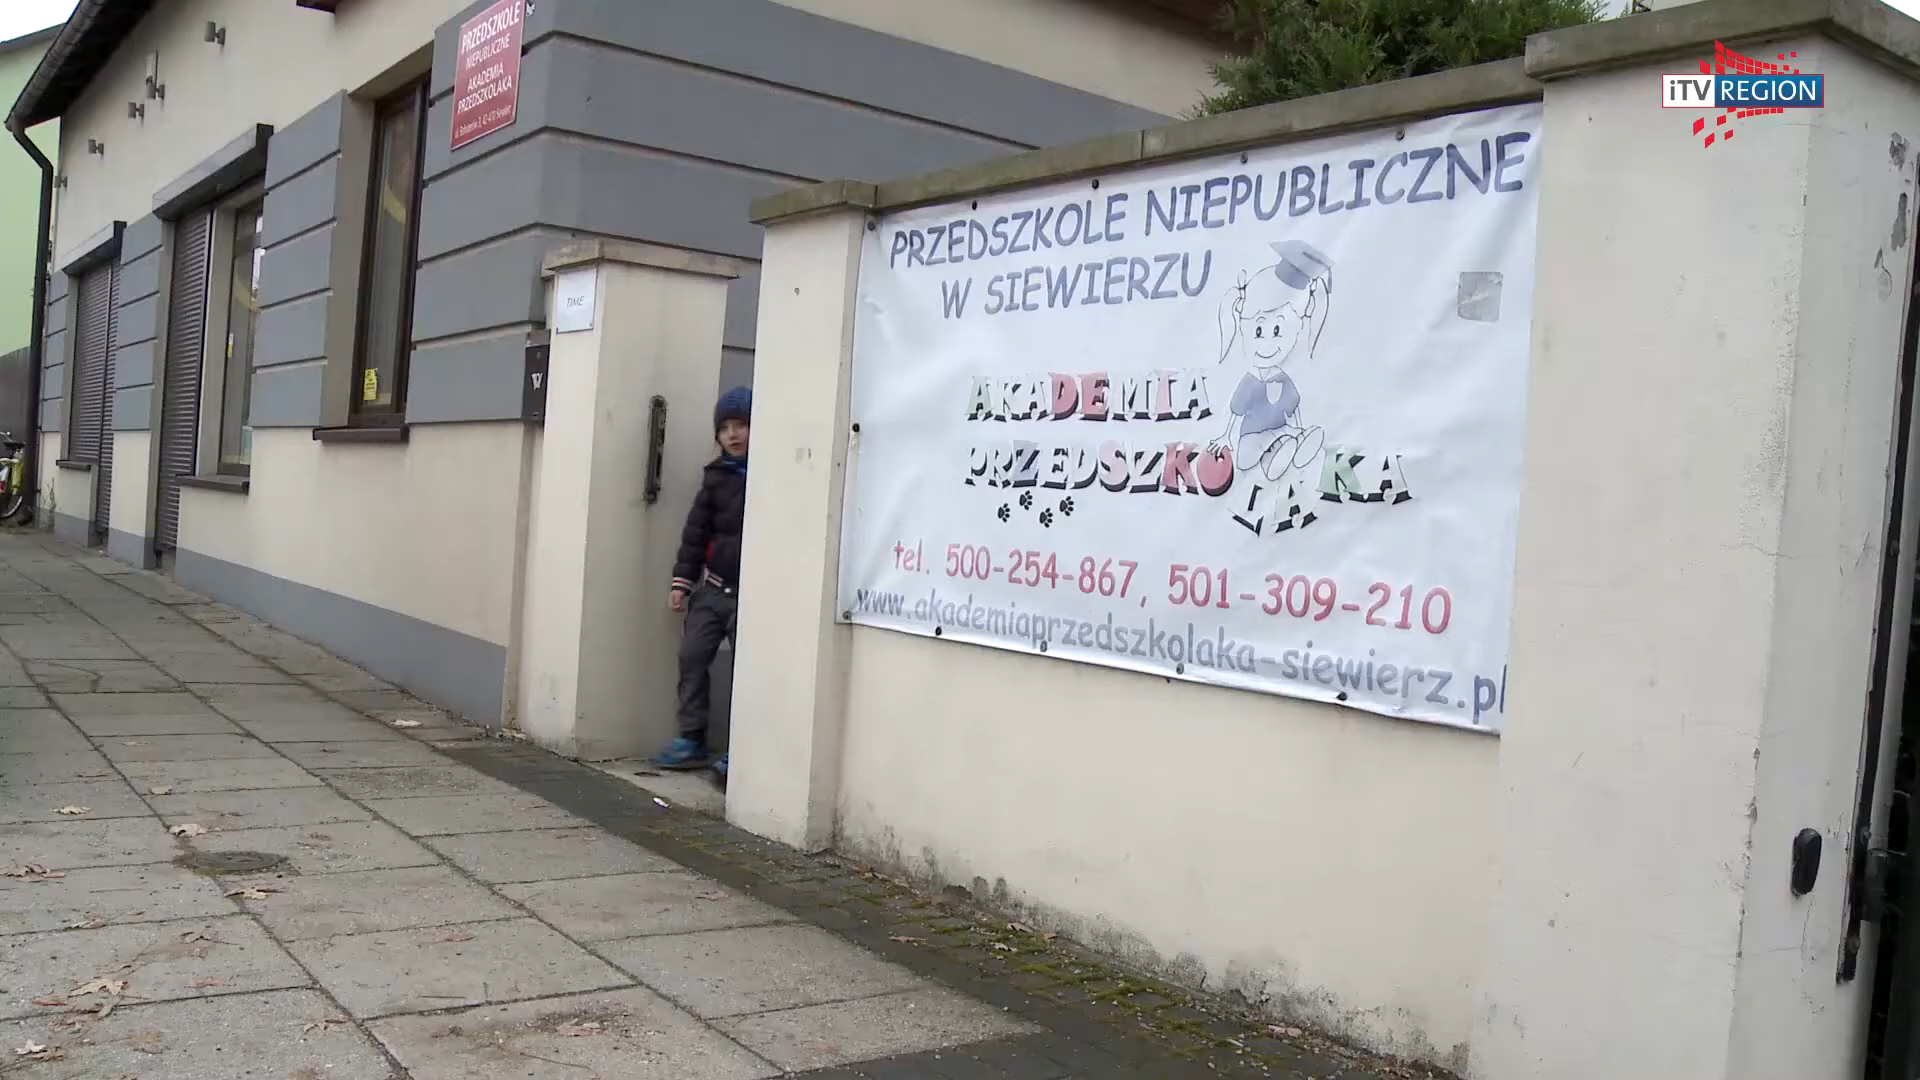 PRZEDSZKOLE
NIEPUBLICZNE
AKADEMIA
PRZEDSZKOLAKA
iTV REGION
PRZEDSZKOLE NIEPUBLICZNE
W SIEWIERZU
TIME
AKADEMIA
PRZEDSZKOLAKA
tel. 500-254-867, 501-309-210
www.akademiaprzedszkolaka-siewierz.pl